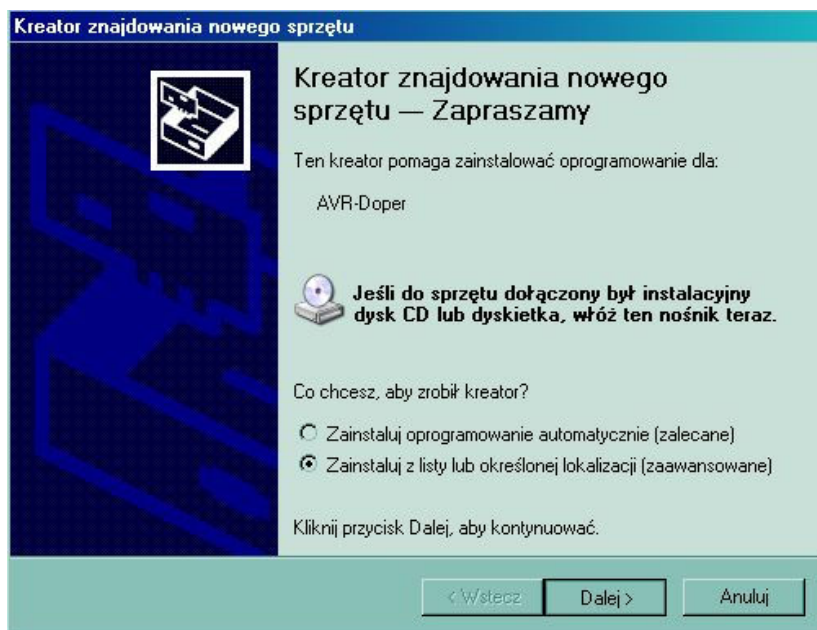 Kreator znajdowania nowego sprzętu
Kreator znajdowania nowego
sprzętu — Zapraszamy
Ten kreator pomaga zainstalować oprogramowanie dla:
AVR-Doper
Jeśli do sprzętu dołączony był instalacyjny
dysk CD lub dyskietka, włóż ten nośnik teraz.
Co chcesz, aby zrobił kreator?
Zainstaluj oprogramowanie automatycznie (zalecane)
Zainstaluj z listy lub określonej lokalizacji (zaawansowane)
Kliknij przycisk Dalej, aby kontynuować.
< Wstecz Dalej > Anuluj